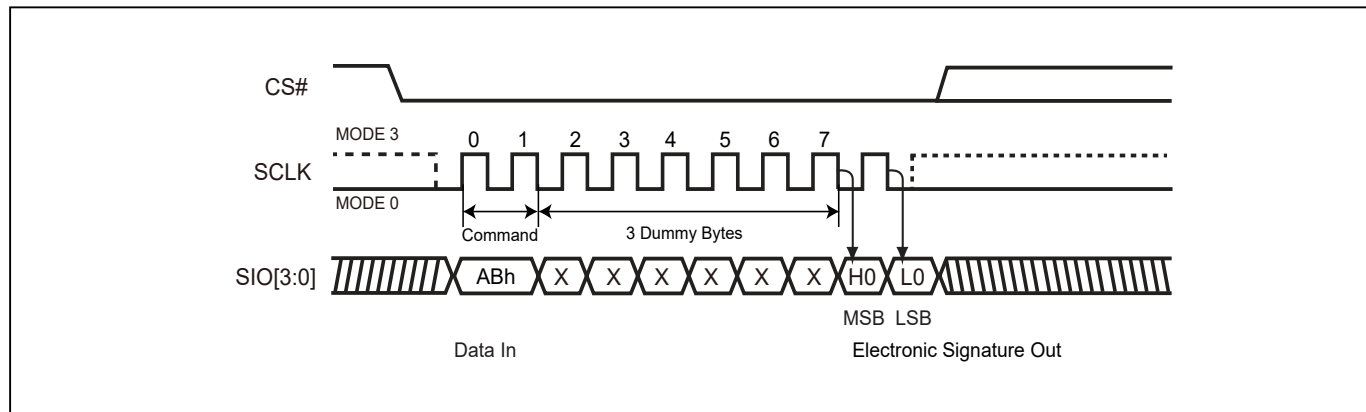 CS#
MODE 3
0 1 2 3 4 5 6 7
SCLK
MODE 0
Command
3 Dummy Bytes
SIO[3:0]
ABh X X X X X X H0 L0
MSB LSB
Data In
Electronic Signature Out